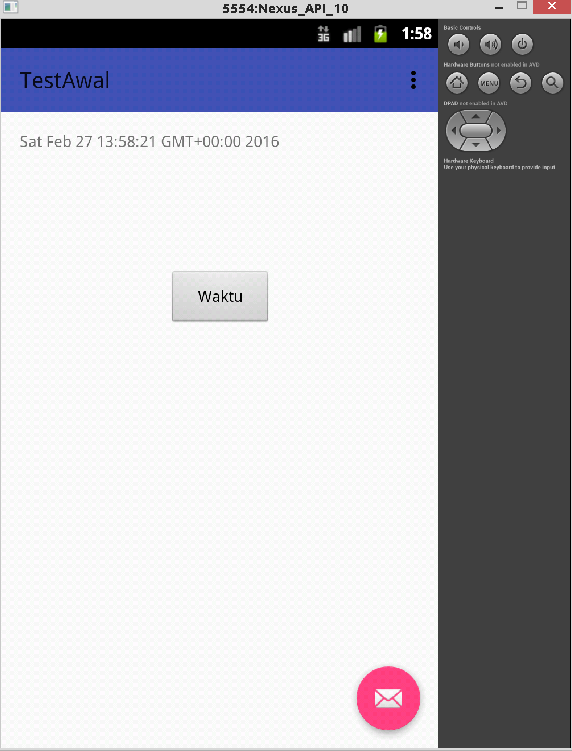 5554:Nexus_API_10
3G 1:58
TestAwal
Sat Feb 27 13:58:21 GMT+00:00 2016
Waktu
Basic Controls
Hardware Buttons not enabled in AVD
MENU
DPAD not enabled in AVD
Hardware Keyboard
Use your physical keyboard to provide input